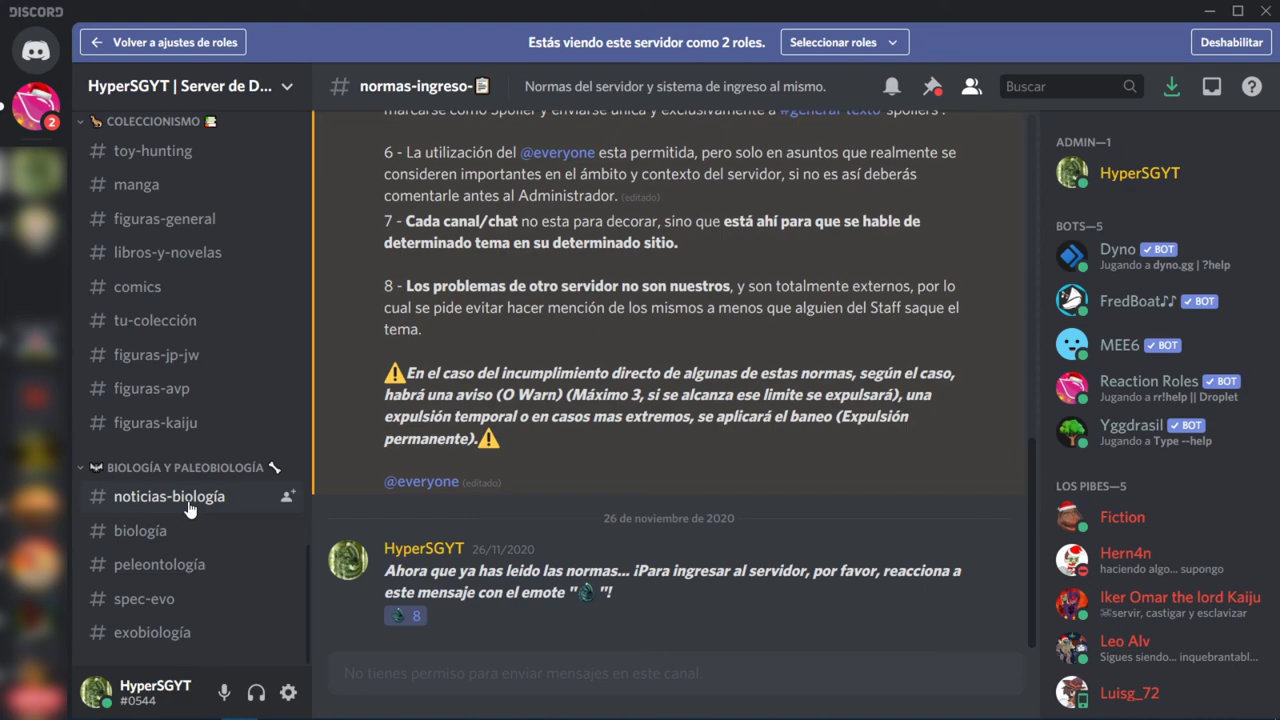 DISCORD
Volver a ajustes de roles
Estás viendo este servidor como 2 roles.
Seleccionar roles
Deshabilitar
HyperSGYT | Server de D...
normas-ingreso-📋
Normas del servidor y sistema de ingreso al mismo.
Buscar
2
COLECCIONISMO
toy-hunting
manga
figuras-general
libros-y-novelas
comics
tu-colección
figuras-jp-jw
figuras-avp
figuras-kaiju
BIOLOGÍA Y PALEOBIOLOGÍA
noticias-biología
biología
peleontología
spec-evo
exobiología
HyperSGYT
#0544
marcarse como Spoiler y enviarse única y exclusivamente a #general-texto "spoilers".
6 - La utilización del @everyone esta permitida, pero solo en asuntos que realmente se
consideren importantes en el ámbito y contexto del servidor, si no es así deberás
comentarle antes al Administrador. (editado)
7 - Cada canal/chat no esta para decorar, sino que está ahí para que se hable de
determinado tema en su determinado sitio.
8 - Los problemas de otro servidor no son nuestros, y son totalmente externos, por lo
cual se pide evitar hacer mención de los mismos a menos que alguien del Staff saque el
tema.
⚠️En el caso del incumplimiento directo de algunas de estas normas, según el caso,
habrá una aviso (O Warn) (Máximo 3, si se alcanza ese limite se expulsará), una
expulsión temporal o en casos mas extremos, se aplicará el baneo (Expulsión
permanente).⚠️
@everyone (editado)
26 de noviembre de 2020
HyperSGYT 26/11/2020
Ahora que ya has leido las normas... ¡Para ingresar al servidor, por favor, reacciona a
este mensaje con el emote " "!
8
No tienes permiso para enviar mensajes en este canal.
ADMIN—1
HyperSGYT
BOTS—5
Dyno ✓ BOT
Jugando a dyno.gg | ?help
FredBoat♪♪ ✓ BOT
MEE6 ✓ BOT
Reaction Roles ✓ BOT
Jugando a rr!help || Droplet
Yggdrasil ✓ BOT
Jugando a Type --help
LOS PIBES—5
Fiction
Hern4n
haciendo algo... supongo
Iker Omar the lord Kaiju
servir, castigar y esclavizar
Leo Alv
Sigues siendo... inquebrantabl...
Luisg_72